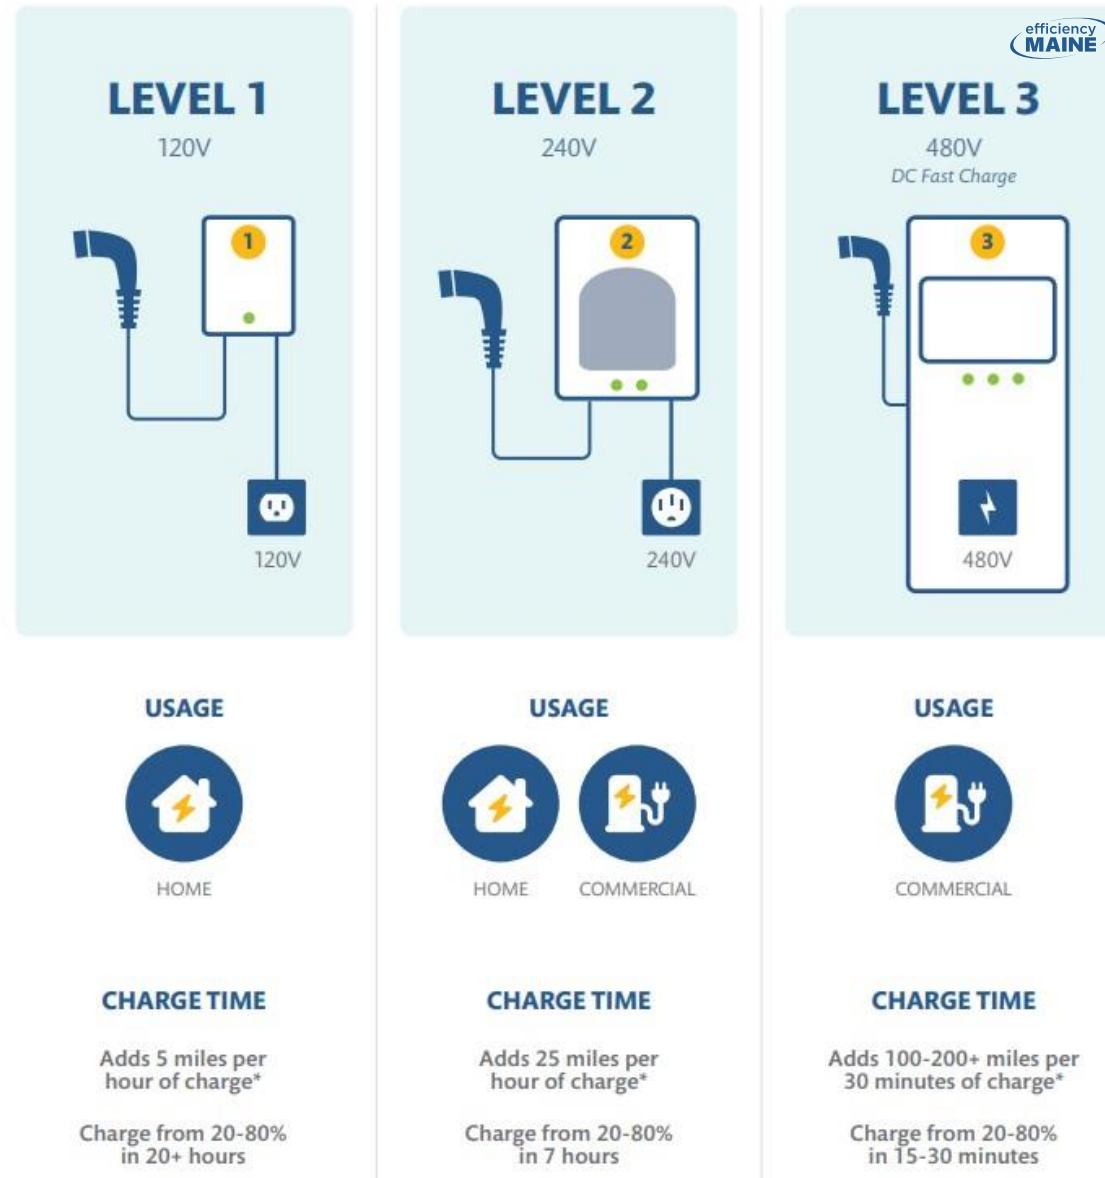 efficiency
MAINE
LEVEL 1
120V
1
120V
USAGE
HOME
CHARGE TIME
Adds 5 miles per
hour of charge*
Charge from 20-80%
in 20+ hours
LEVEL 2
240V
2
240V
USAGE
HOME COMMERCIAL
CHARGE TIME
Adds 25 miles per
hour of charge*
Charge from 20-80%
in 7 hours
LEVEL 3
480V
DC Fast Charge
3
480V
USAGE
COMMERCIAL
CHARGE TIME
Adds 100-200+ miles per
30 minutes of charge*
Charge from 20-80%
in 15-30 minutes